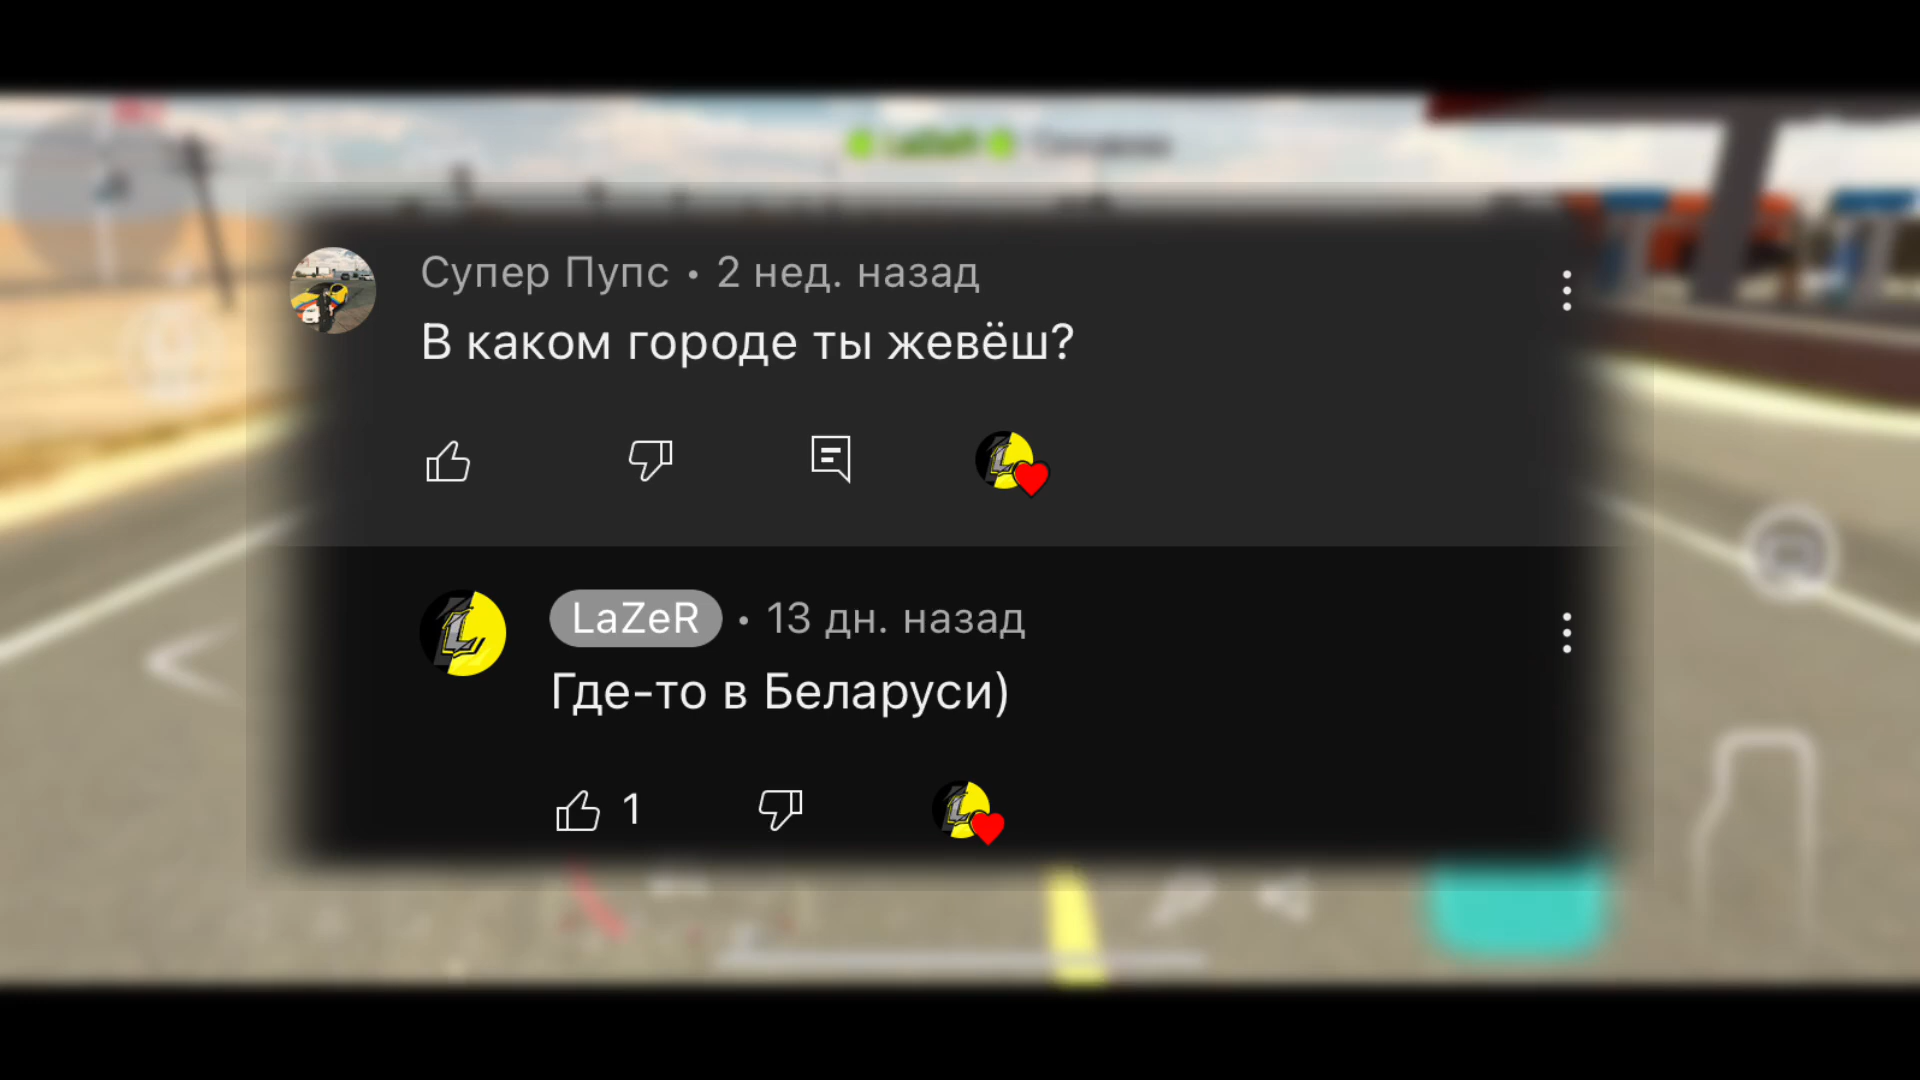 Супер Пупс • 2 нед. назад
В каком городе ты жевёш?
LaZeR • 13 дн. назад
Где-то в Беларуси)
1